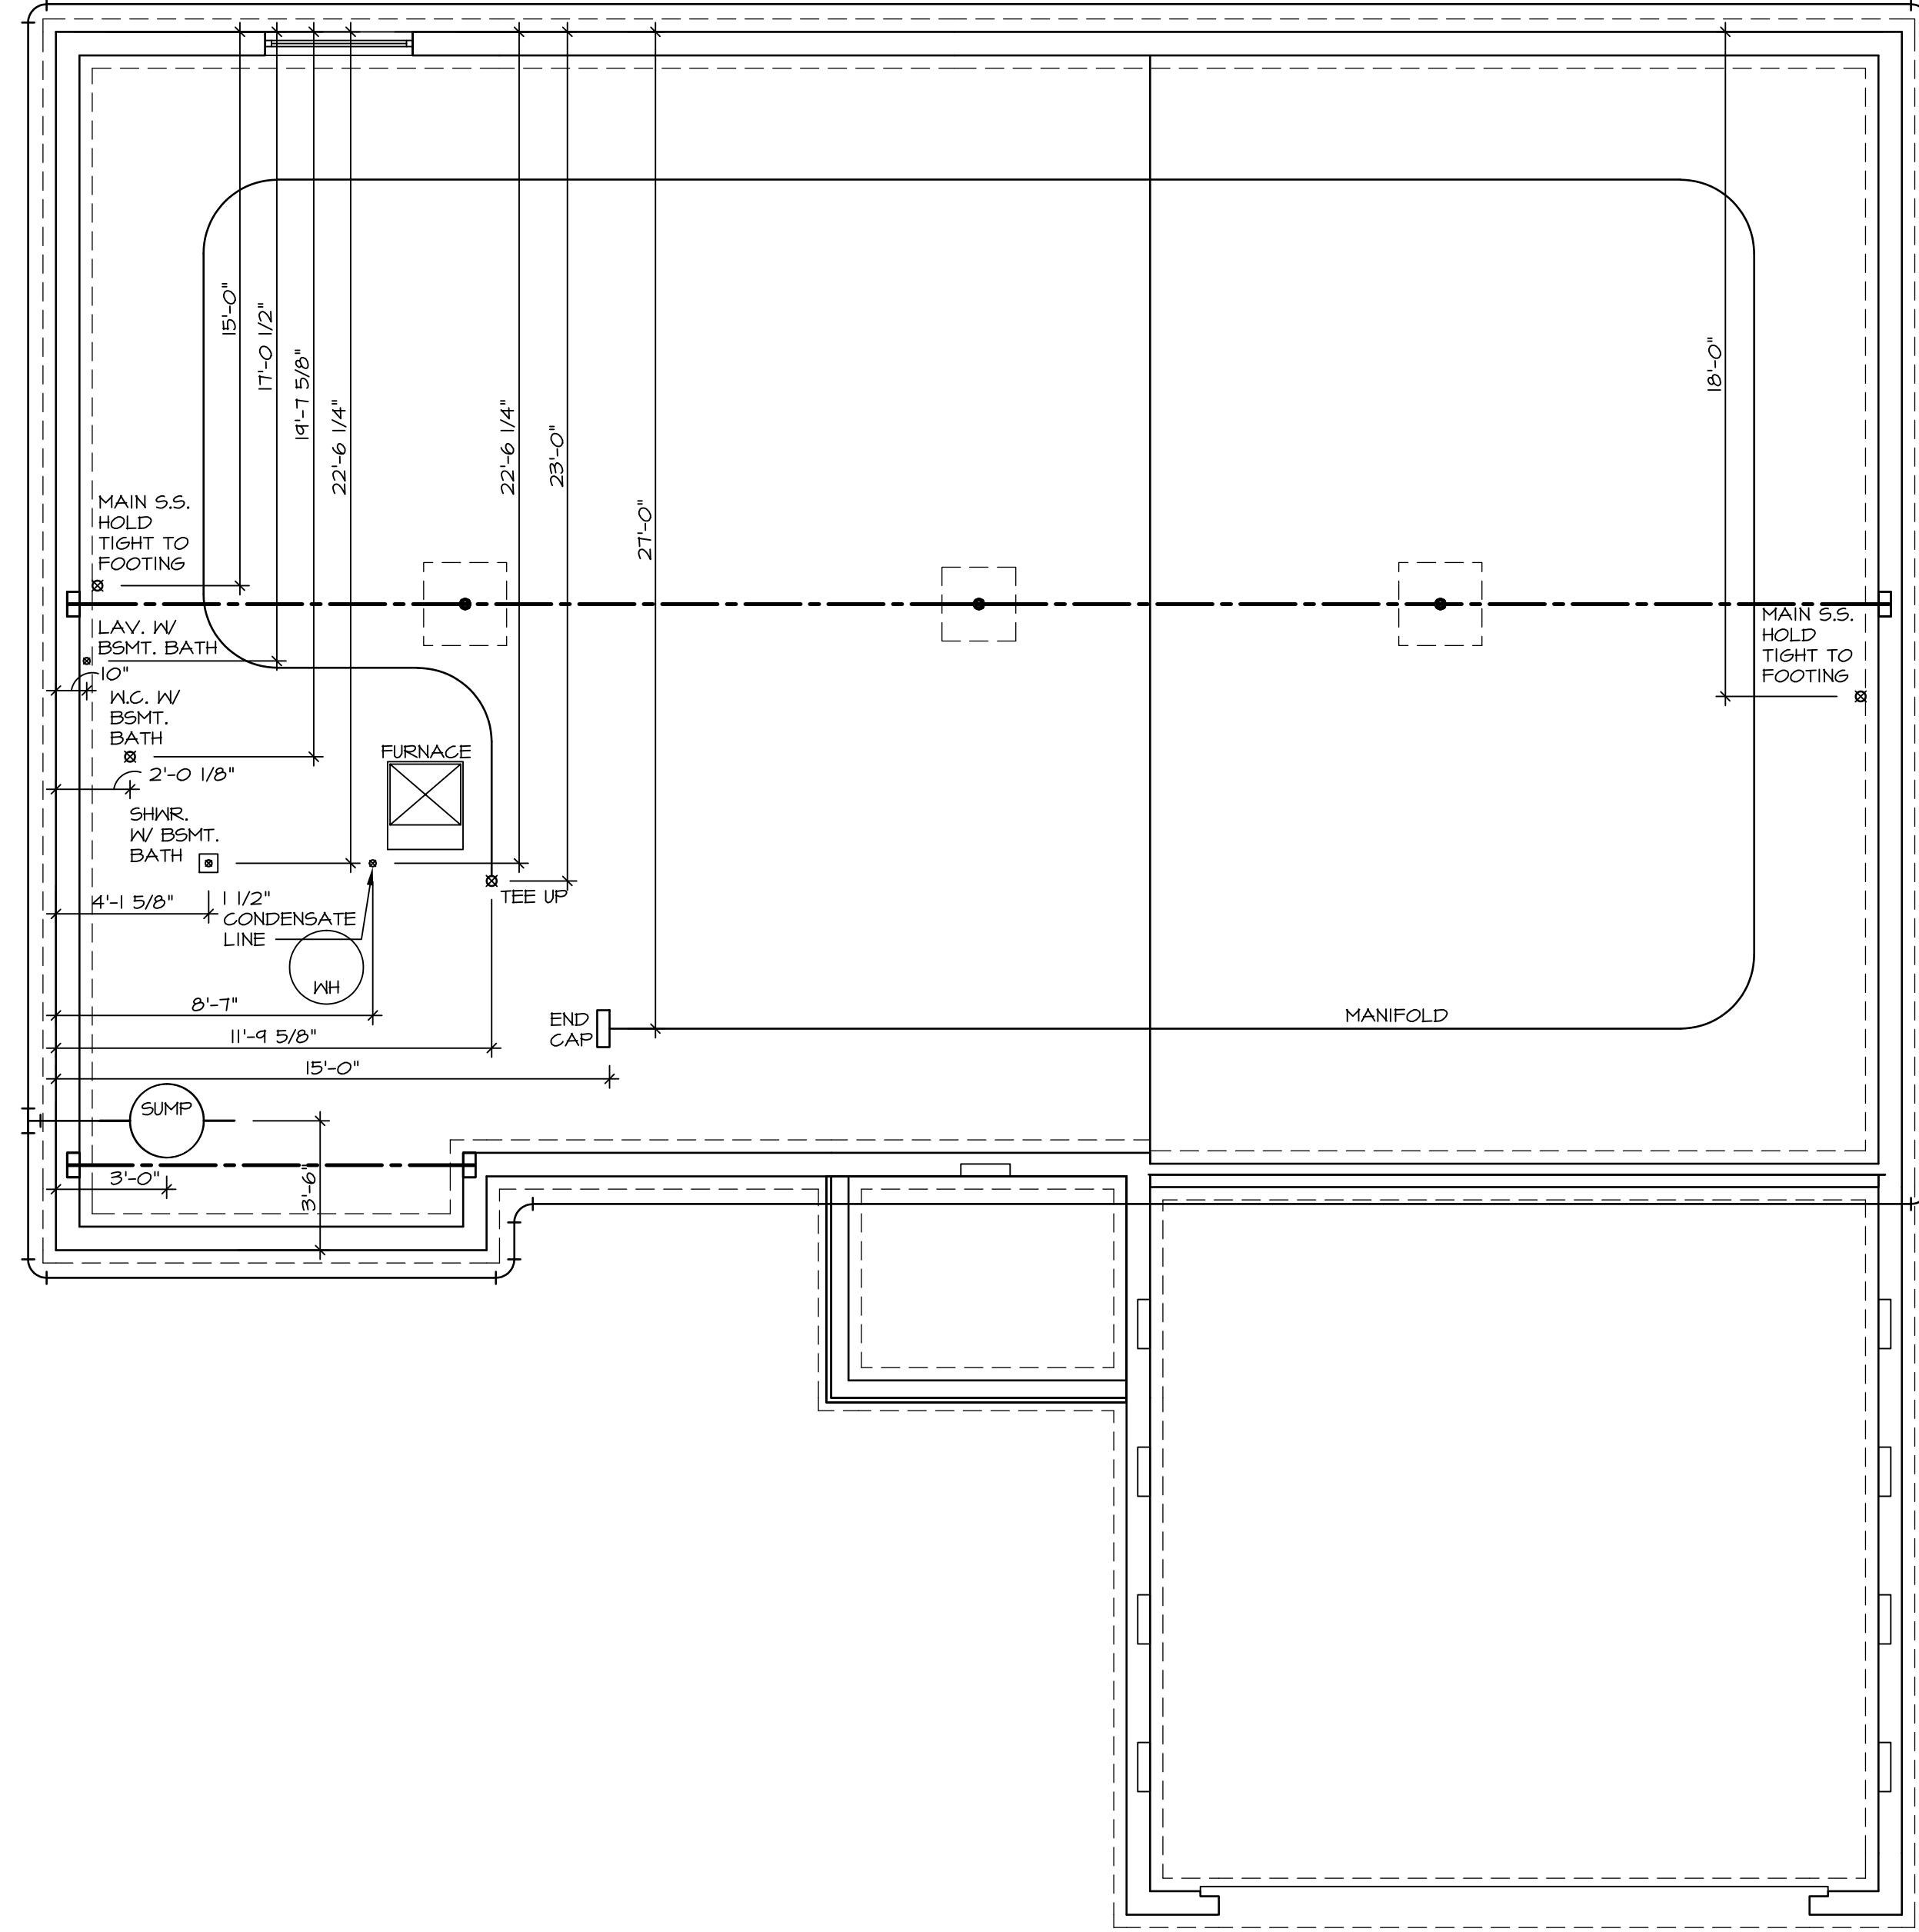 15'-0"
17'-0 1/2"
19'-7 5/8"
22'-6 1/4"
22'-6 1/4"
23'-0"
27'-0"
18'-0"
MAIN S.S.
HOLD
TIGHT TO
FOOTING
LAV. W/
BSMT. BATH
10"
W.C. W/
BSMT.
BATH
2'-0 1/8"
MAIN S.S.
HOLD
TIGHT TO
FOOTING
FURNACE
SHWR.
W/ BSMT.
BATH
TEE UP
4'-1 5/8"
1 1/2"
CONDENSATE
LINE
WH
8'-7"
END
CAP
MANIFOLD
11'-9 5/8"
15'-0"
SUMP
3'-0"
3'-6"